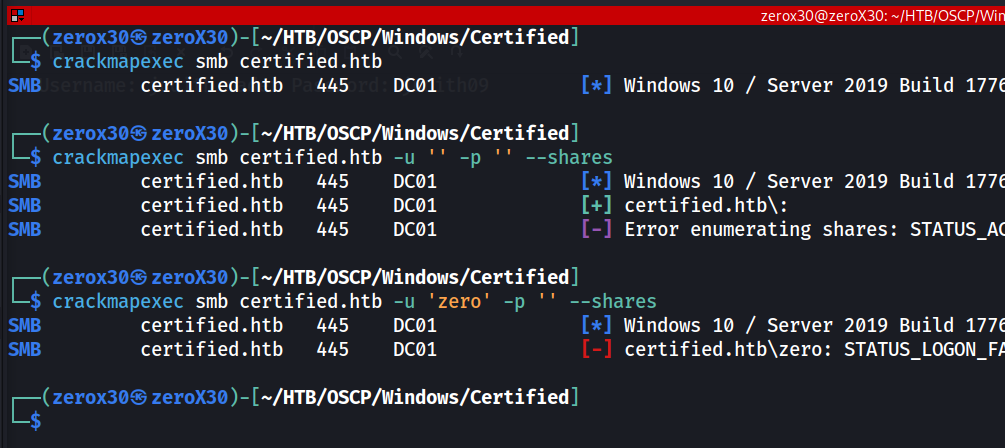 zerox30@zeroX30: ~/HTB/OSCP/Windows/Certified
┌──(zerox30㉿zeroX30)-[~/HTB/OSCP/Windows/Certified]
└─$ crackmapexec smb certified.htb
SMB         certified.htb   445    DC01             [*] Windows 10 / Server 2019 Build 1776
┌──(zerox30㉿zeroX30)-[~/HTB/OSCP/Windows/Certified]
└─$ crackmapexec smb certified.htb -u '' -p '' --shares
SMB         certified.htb   445    DC01             [*] Windows 10 / Server 2019 Build 1776
SMB         certified.htb   445    DC01             [+] certified.htb\:
SMB         certified.htb   445    DC01             [-] Error enumerating shares: STATUS_AC
┌──(zerox30㉿zeroX30)-[~/HTB/OSCP/Windows/Certified]
└─$ crackmapexec smb certified.htb -u 'zero' -p '' --shares
SMB         certified.htb   445    DC01             [*] Windows 10 / Server 2019 Build 1776
SMB         certified.htb   445    DC01             [-] certified.htb\zero: STATUS_LOGON_FA
┌──(zerox30㉿zeroX30)-[~/HTB/OSCP/Windows/Certified]
└─$